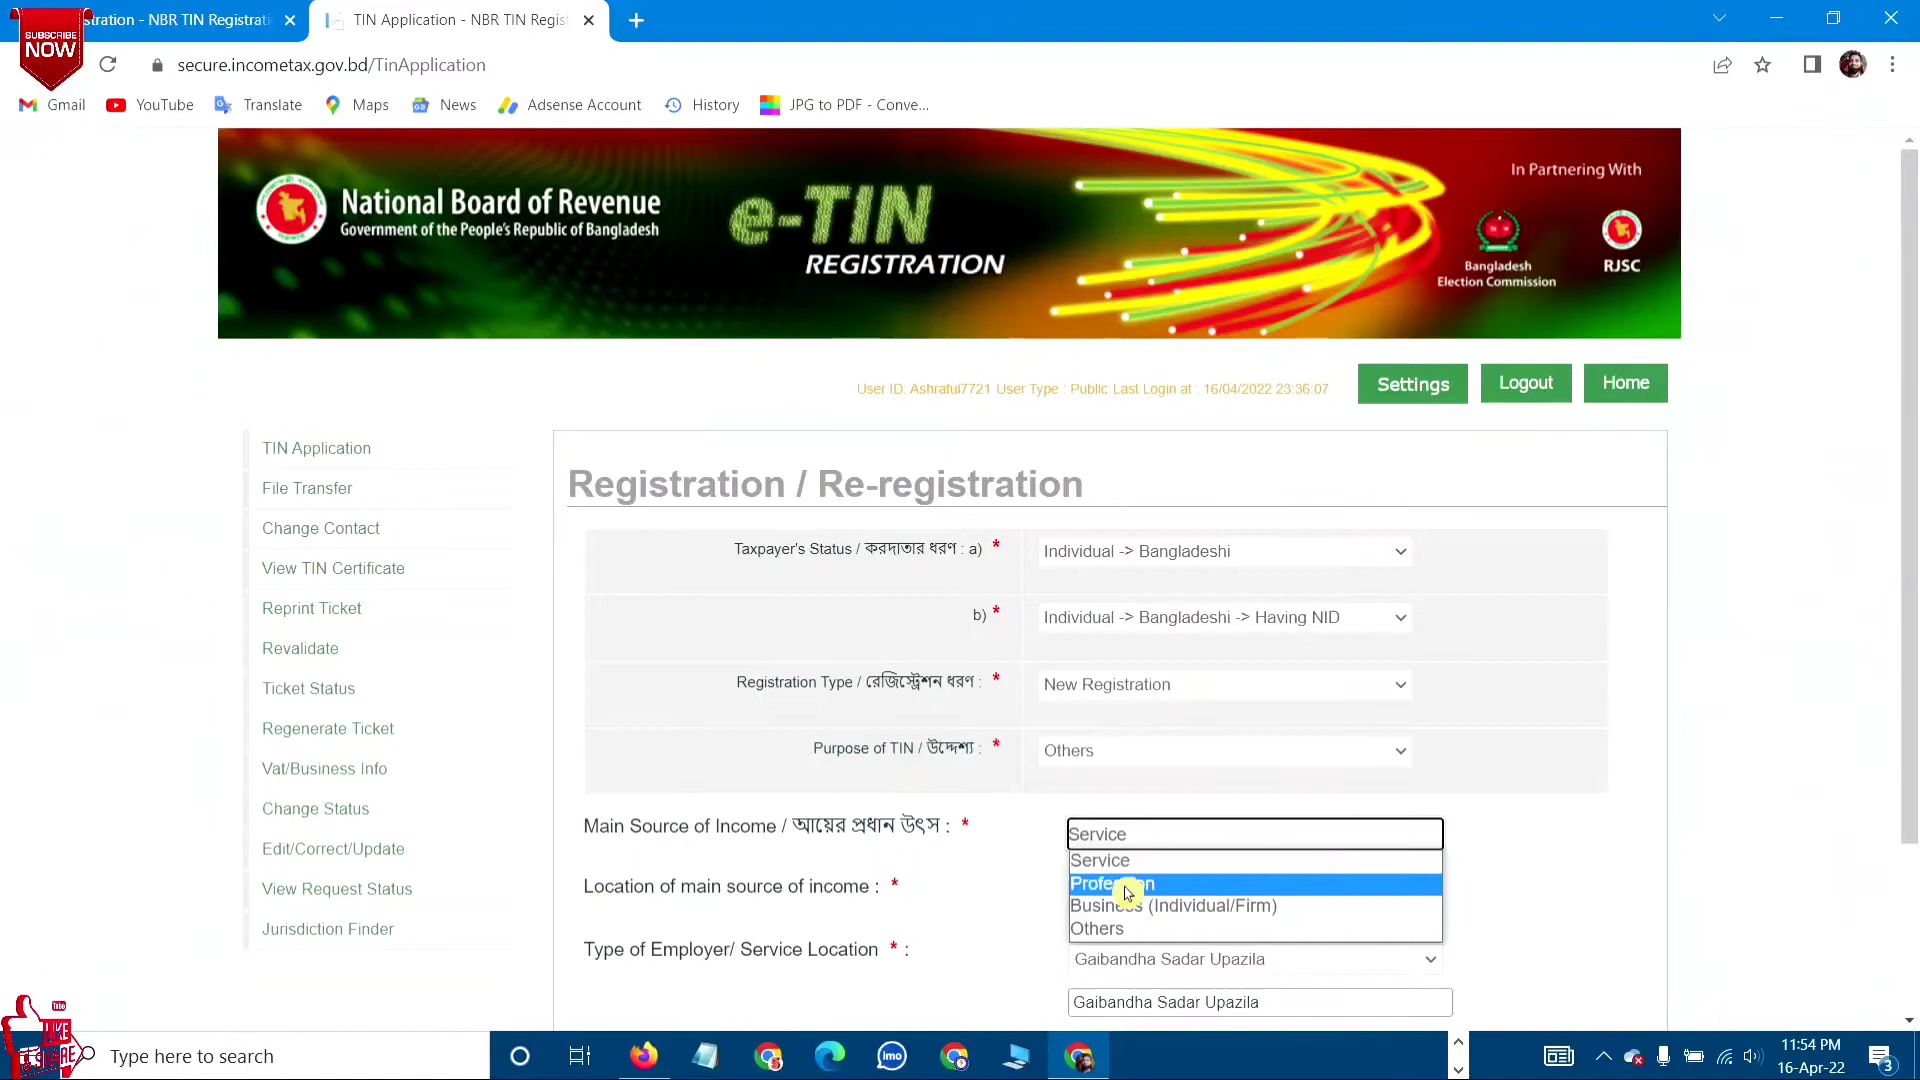 stration - NBR TIN Registrati
TIN Application - NBR TIN Regist
SUBSCRIBE
NOW
secure.incometax.gov.bd/TinApplication
Gmail
YouTube
Translate
Maps
News
Adsense Account
History
JPG to PDF - Conve...
National Board of Revenue
Government of the People's Republic of Bangladesh
e-TIN
REGISTRATION
In Partnering With
Bangladesh
Election Commission
RJSC
User ID: Ashraful7721 User Type : Public Last Login at : 16/04/2022 23:36:07
Settings
Logout
Home
TIN Application
File Transfer
Change Contact
View TIN Certificate
Reprint Ticket
Revalidate
Ticket Status
Regenerate Ticket
Vat/Business Info
Change Status
Edit/Correct/Update
View Request Status
Jurisdiction Finder
Registration / Re-registration
Taxpayer's Status / করদাতার ধরণ : a) *
Individual -> Bangladeshi
b) *
Individual -> Bangladeshi -> Having NID
Registration Type / রেজিস্ট্রেশন ধরণ : *
New Registration
Purpose of TIN / উদ্দেশ্য : *
Others
Main Source of Income / আয়ের প্রধান উৎস : *
Service
Service
Profession
Business (Individual/Firm)
Others
Location of main source of income : *
Type of Employer/ Service Location * :
Gaibandha Sadar Upazila
Gaibandha Sadar Upazila
LIKE
Type here to search
imo
11:54 PM
16-Apr-22
3